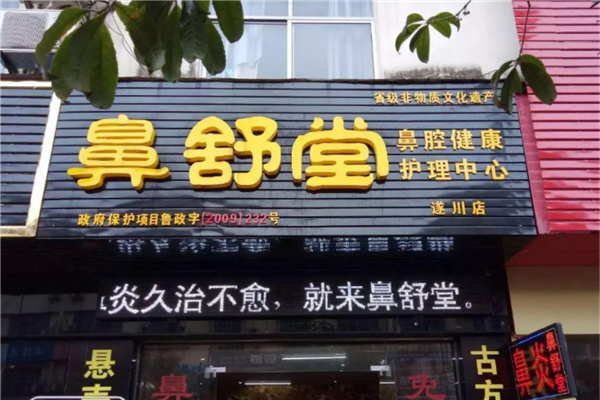 省级非物质文化遗产
鼻舒堂
鼻腔健康
护理中心
政府保护项目鲁政字[2009]232号
遂川店
炎久治不愈，就来鼻舒堂。
悬壶
鼻
免
古方
鼻炎
鼻舒堂